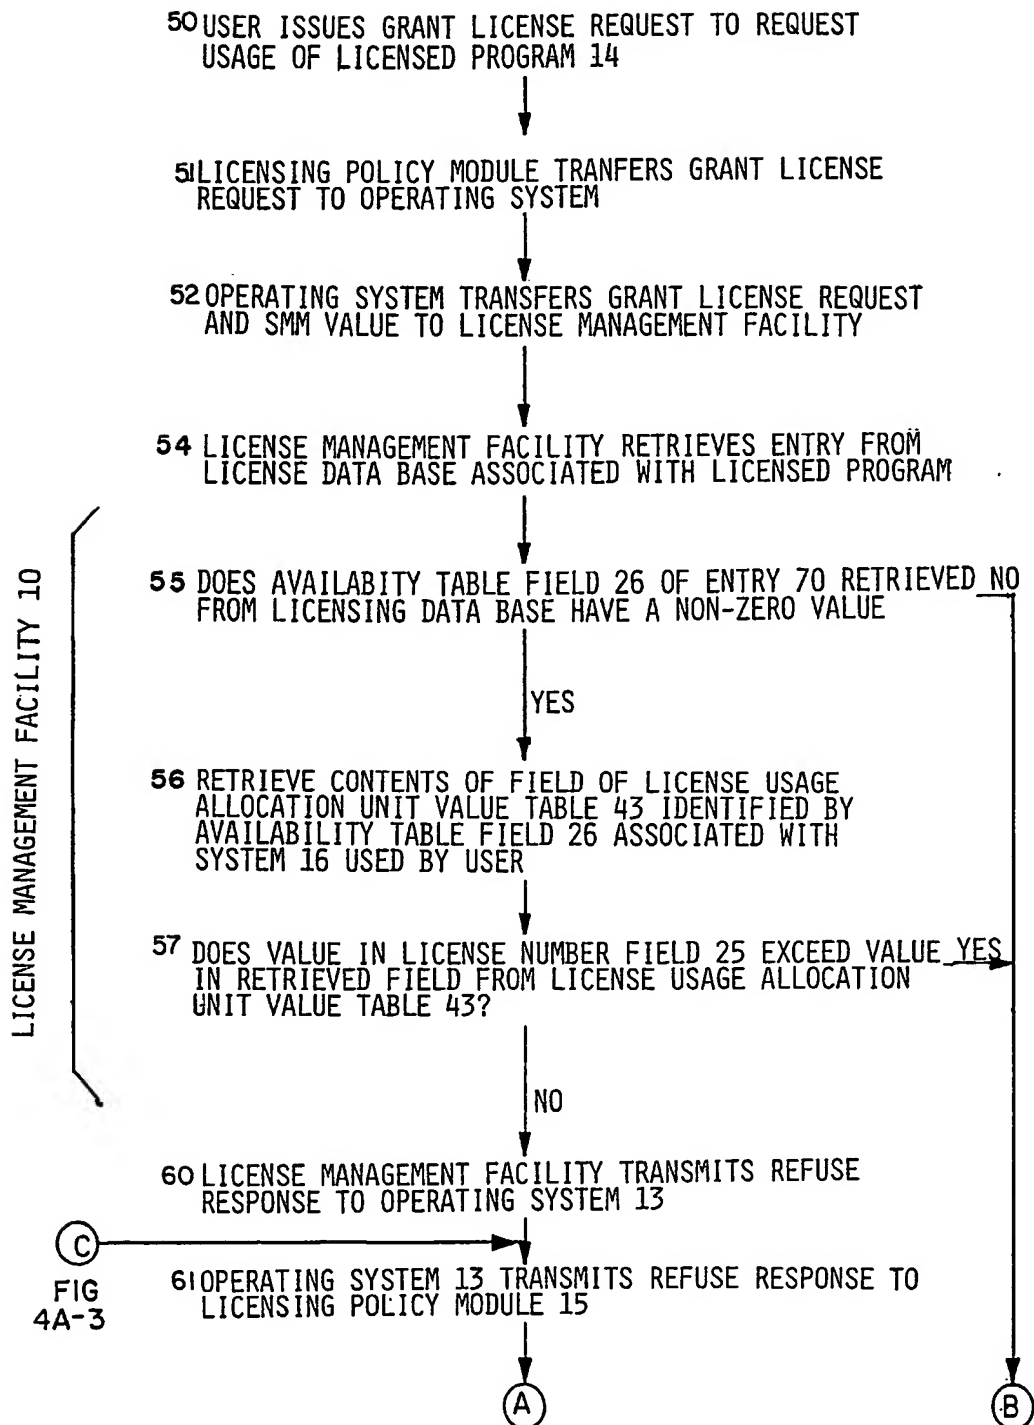 50 USER ISSUES GRANT LICENSE REQUEST TO REQUEST
USAGE OF LICENSED PROGRAM 14
51 LICENSING POLICY MODULE TRANFERS GRANT LICENSE
REQUEST TO OPERATING SYSTEM
52 OPERATING SYSTEM TRANSFERS GRANT LICENSE REQUEST
AND SMM VALUE TO LICENSE MANAGEMENT FACILITY
54 LICENSE MANAGEMENT FACILITY RETRIEVES ENTRY FROM
LICENSE DATA BASE ASSOCIATED WITH LICENSED PROGRAM
LICENSE MANAGEMENT FACILITY 10
55 DOES AVAILABITY TABLE FIELD 26 OF ENTRY 70 RETRIEVED NO
FROM LICENSING DATA BASE HAVE A NON-ZERO VALUE
YES
56 RETRIEVE CONTENTS OF FIELD OF LICENSE USAGE
ALLOCATION UNIT VALUE TABLE 43 IDENTIFIED BY
AVAILABILITY TABLE FIELD 26 ASSOCIATED WITH
SYSTEM 16 USED BY USER
57 DOES VALUE IN LICENSE NUMBER FIELD 25 EXCEED VALUE YES
IN RETRIEVED FIELD FROM LICENSE USAGE ALLOCATION
UNIT VALUE TABLE 43?
NO
60 LICENSE MANAGEMENT FACILITY TRANSMITS REFUSE
RESPONSE TO OPERATING SYSTEM 13
C
FIG
4A-3
61 OPERATING SYSTEM 13 TRANSMITS REFUSE RESPONSE TO
LICENSING POLICY MODULE 15
A
B